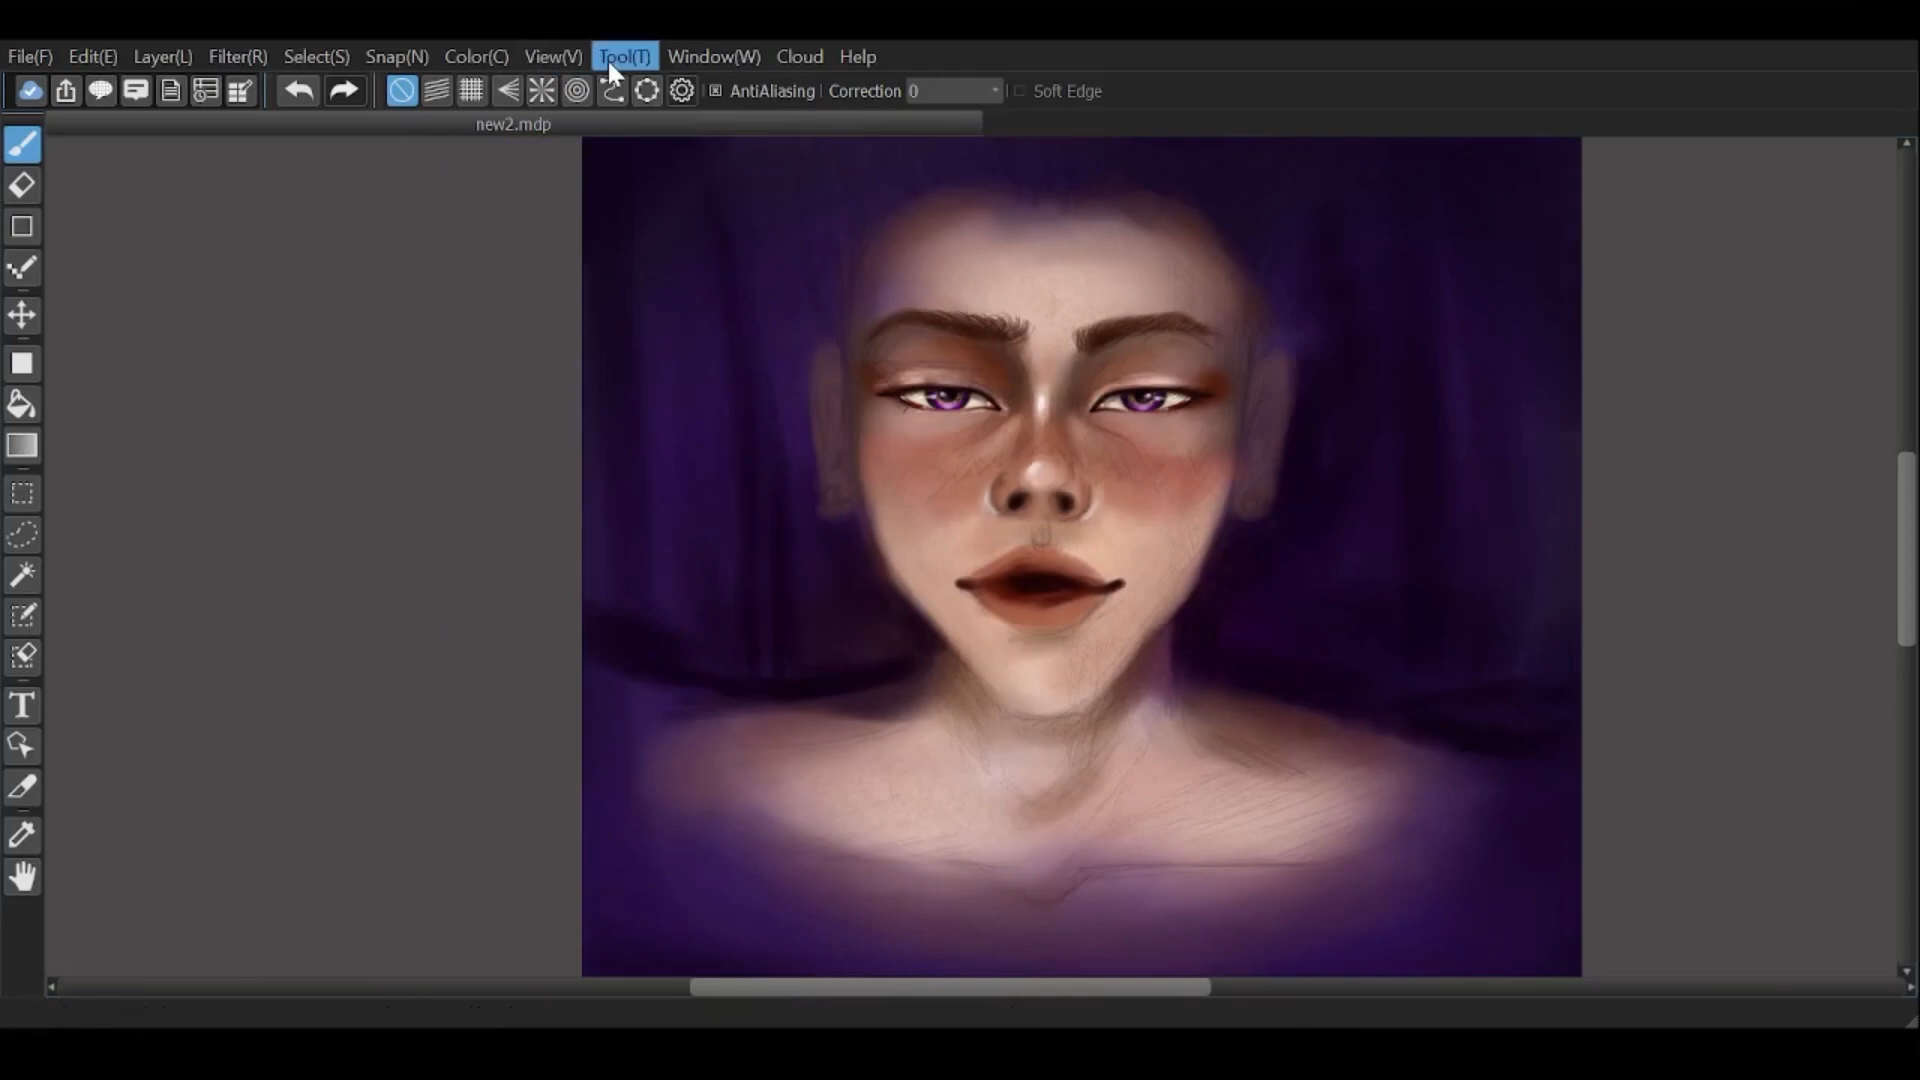 File(F) Edit(E) Layer(L) Filter(R) Select(S) Snap(N) Color(C) View(V) Tool(T) Window(W) Cloud Help
AntiAliasing Correction 0 Soft Edge
new2.mdp
T